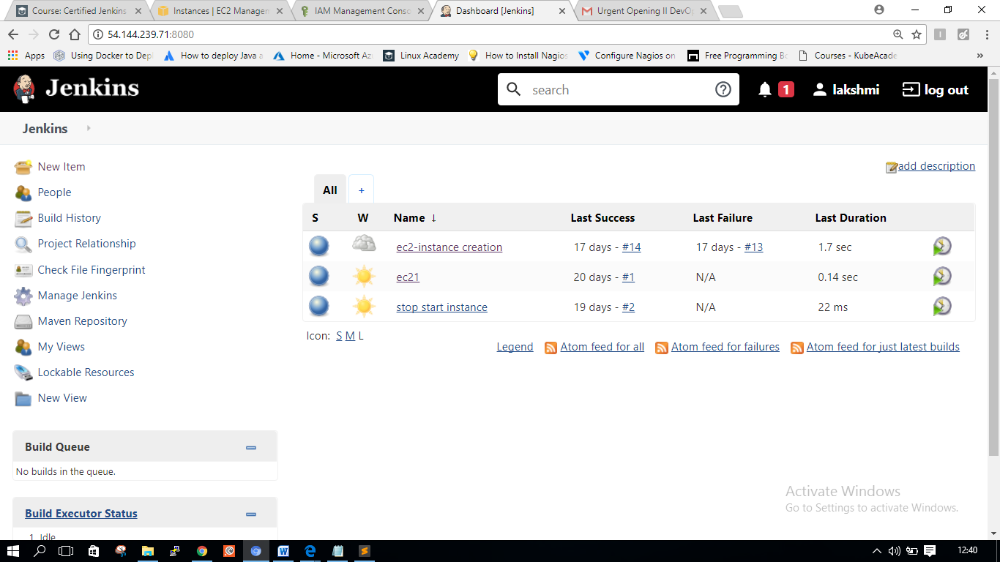 Course: Certified Jenkins
Instances | EC2 Managem
IAM Management Conso
Dashboard [Jenkins]
Urgent Opening II DevO
54.144.239.71:8080
Apps
Using Docker to Depl
How to deploy Java a
Home - Microsoft Az
Linux Academy
How to Install Nagios
Configure Nagios on
Free Programming Bo
Courses - KubeAcade
Jenkins
search
1
lakshmi
log out
Jenkins
New Item
People
Build History
Project Relationship
Check File Fingerprint
Manage Jenkins
Maven Repository
My Views
Lockable Resources
New View
add description
All
+
S W Name ↓ Last Success Last Failure Last Duration
ec2-instance creation 17 days - #14 17 days - #13 1.7 sec
ec21 20 days - #1 N/A 0.14 sec
stop start instance 19 days - #2 N/A 22 ms
Icon: S M L
Legend Atom feed for all Atom feed for failures Atom feed for just latest builds
Build Queue
No builds in the queue.
Build Executor Status
1 Idle
Activate Windows
Go to Settings to activate Windows.
12:40